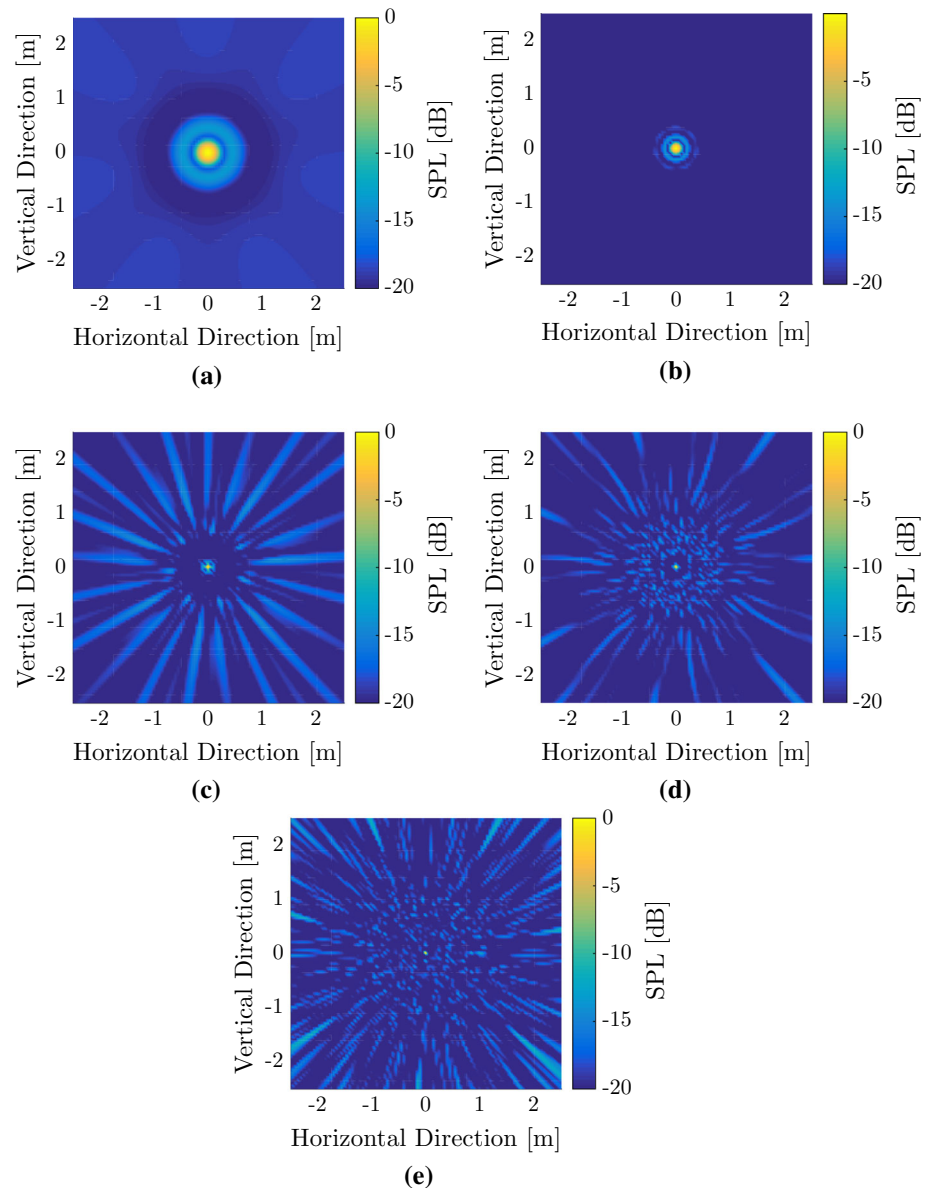 2
1
0
-1
-2
Vertical Direction [m]
-2 -1 0 1 2
Horizontal Direction [m]
0
-5
-10
-15
-20
SPL [dB]
(a)
2
1
0
-1
-2
Vertical Direction [m]
-2 -1 0 1 2
Horizontal Direction [m]
0
-5
-10
-15
-20
SPL [dB]
(b)
2
1
0
-1
-2
Vertical Direction [m]
-2 -1 0 1 2
Horizontal Direction [m]
0
-5
-10
-15
-20
SPL [dB]
(c)
2
1
0
-1
-2
Vertical Direction [m]
-2 -1 0 1 2
Horizontal Direction [m]
0
-5
-10
-15
-20
SPL [dB]
(d)
2
1
0
-1
-2
Vertical Direction [m]
-2 -1 0 1 2
Horizontal Direction [m]
0
-5
-10
-15
-20
SPL [dB]
(e)